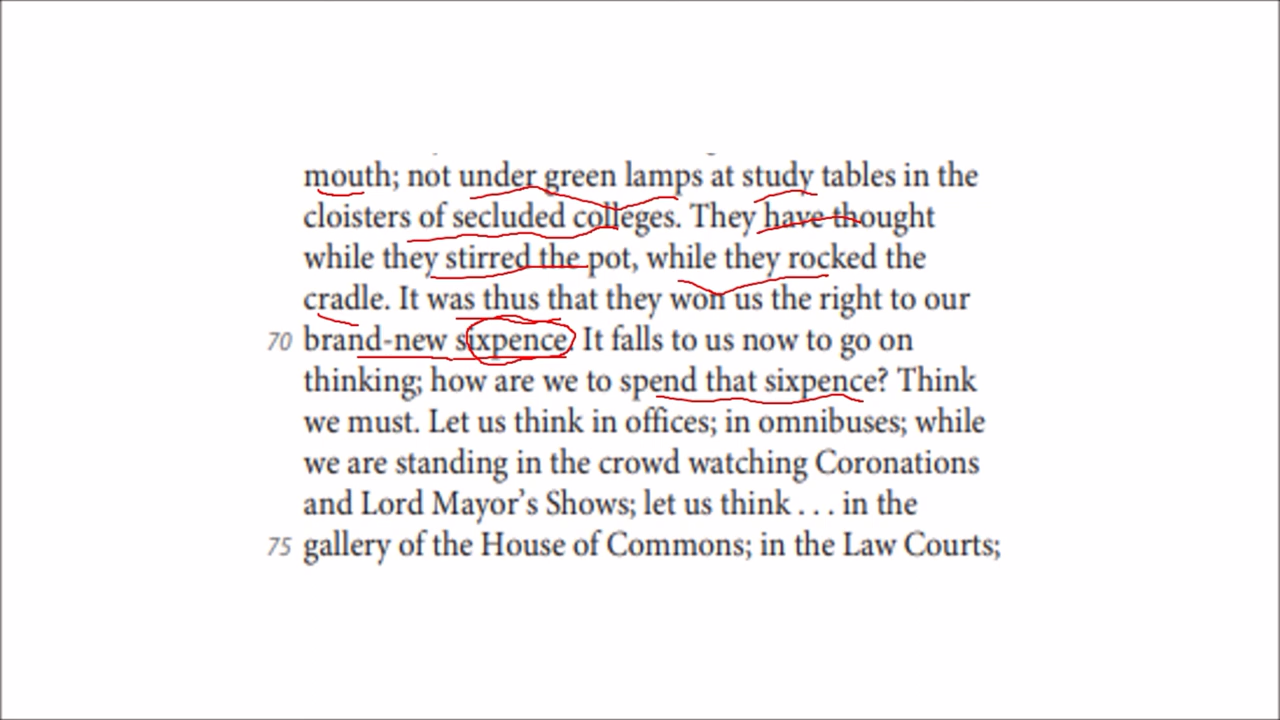 mouth; not under green lamps at study tables in the
cloisters of secluded colleges. They have thought
while they stirred the pot, while they rocked the
cradle. It was thus that they won us the right to our
70 brand-new sixpence. It falls to us now to go on
thinking; how are we to spend that sixpence? Think
we must. Let us think in offices; in omnibuses; while
we are standing in the crowd watching Coronations
and Lord Mayor’s Shows; let us think . . . in the
75 gallery of the House of Commons; in the Law Courts;